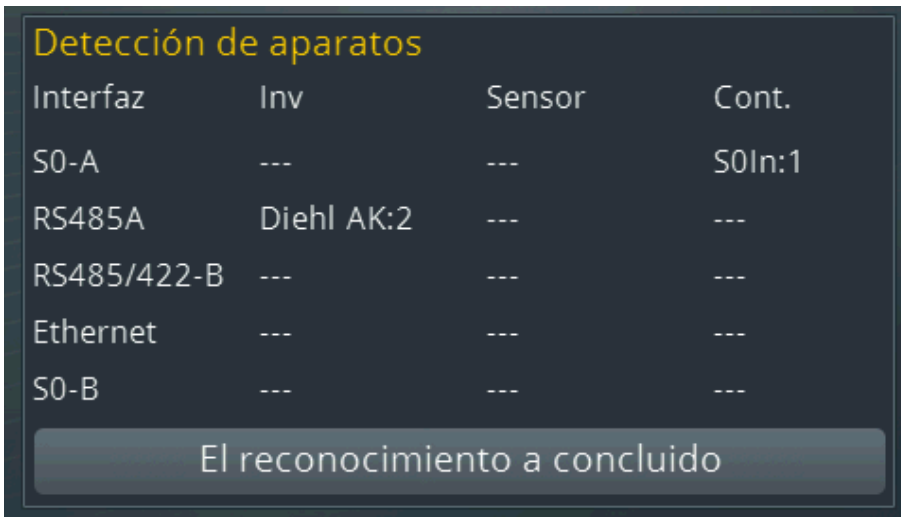 Detección de aparatos
Interfaz Inv Sensor Cont.
S0-A --- --- S0In:1
RS485A Diehl AK:2 --- ---
RS485/422-B --- --- ---
Ethernet --- --- ---
S0-B --- --- ---
El reconocimiento a concluido